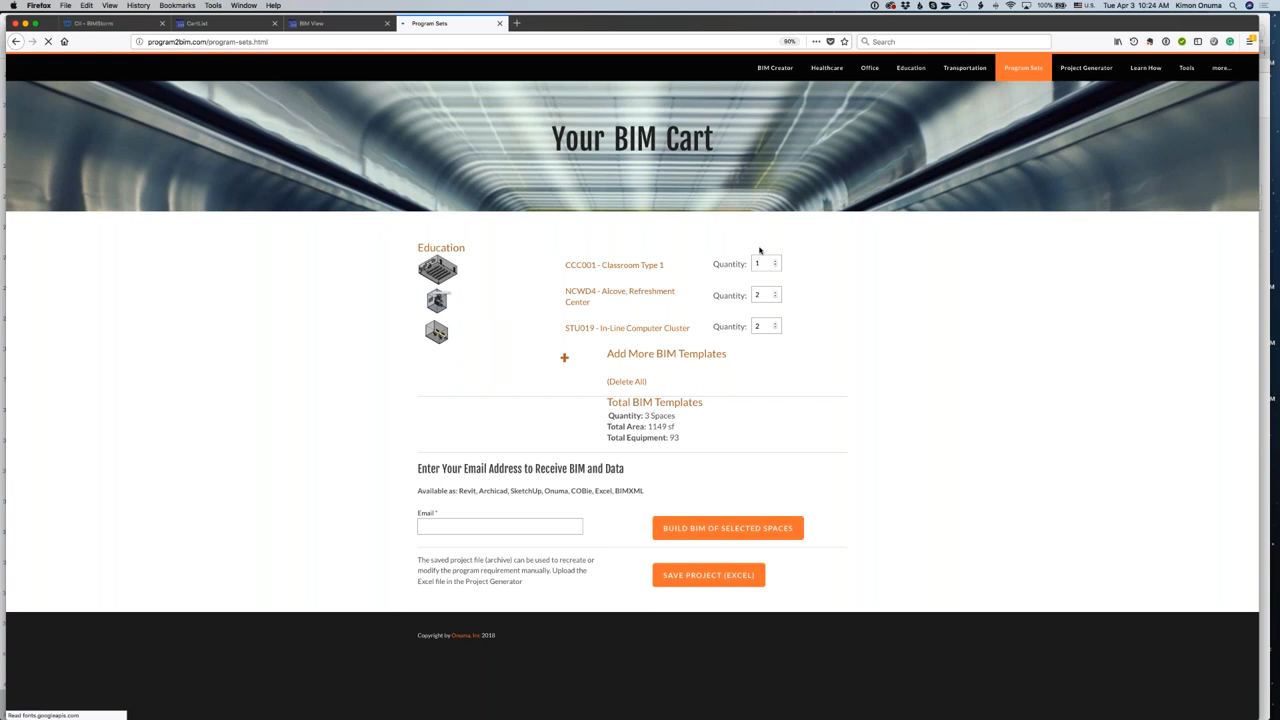 Firefox File Edit View History Bookmarks Tools Window Help 100% U.S. Tue Apr 3 10:24 AM Kimon Onuma
CII - BIMStorm CartList BIM View Program Sets
program2bim.com/program-sets.html 90% Search
BIM Creator Healthcare Office Education Transportation Program Sets Project Generator Learn How Tools more...
Your BIM Cart
Education
CCC001 - Classroom Type 1 Quantity: 1
NCWD4 - Alcove, Refreshment
Center Quantity: 2
STU019 - In-Line Computer Cluster Quantity: 2
+ Add More BIM Templates
(Delete All)
Total BIM Templates
Quantity: 3 Spaces
Total Area: 1149 sf
Total Equipment: 93
Enter Your Email Address to Receive BIM and Data
Available as: Revit, Archicad, SketchUp, Onuma, COBie, Excel, BIMXML
Email *
BUILD BIM OF SELECTED SPACES
The saved project file (archive) can be used to recreate or
modify the program requirement manually. Upload the
Excel file in the Project Generator
SAVE PROJECT (EXCEL)
Copyright by Onuma, Inc 2018
Read fonts.googleapis.com